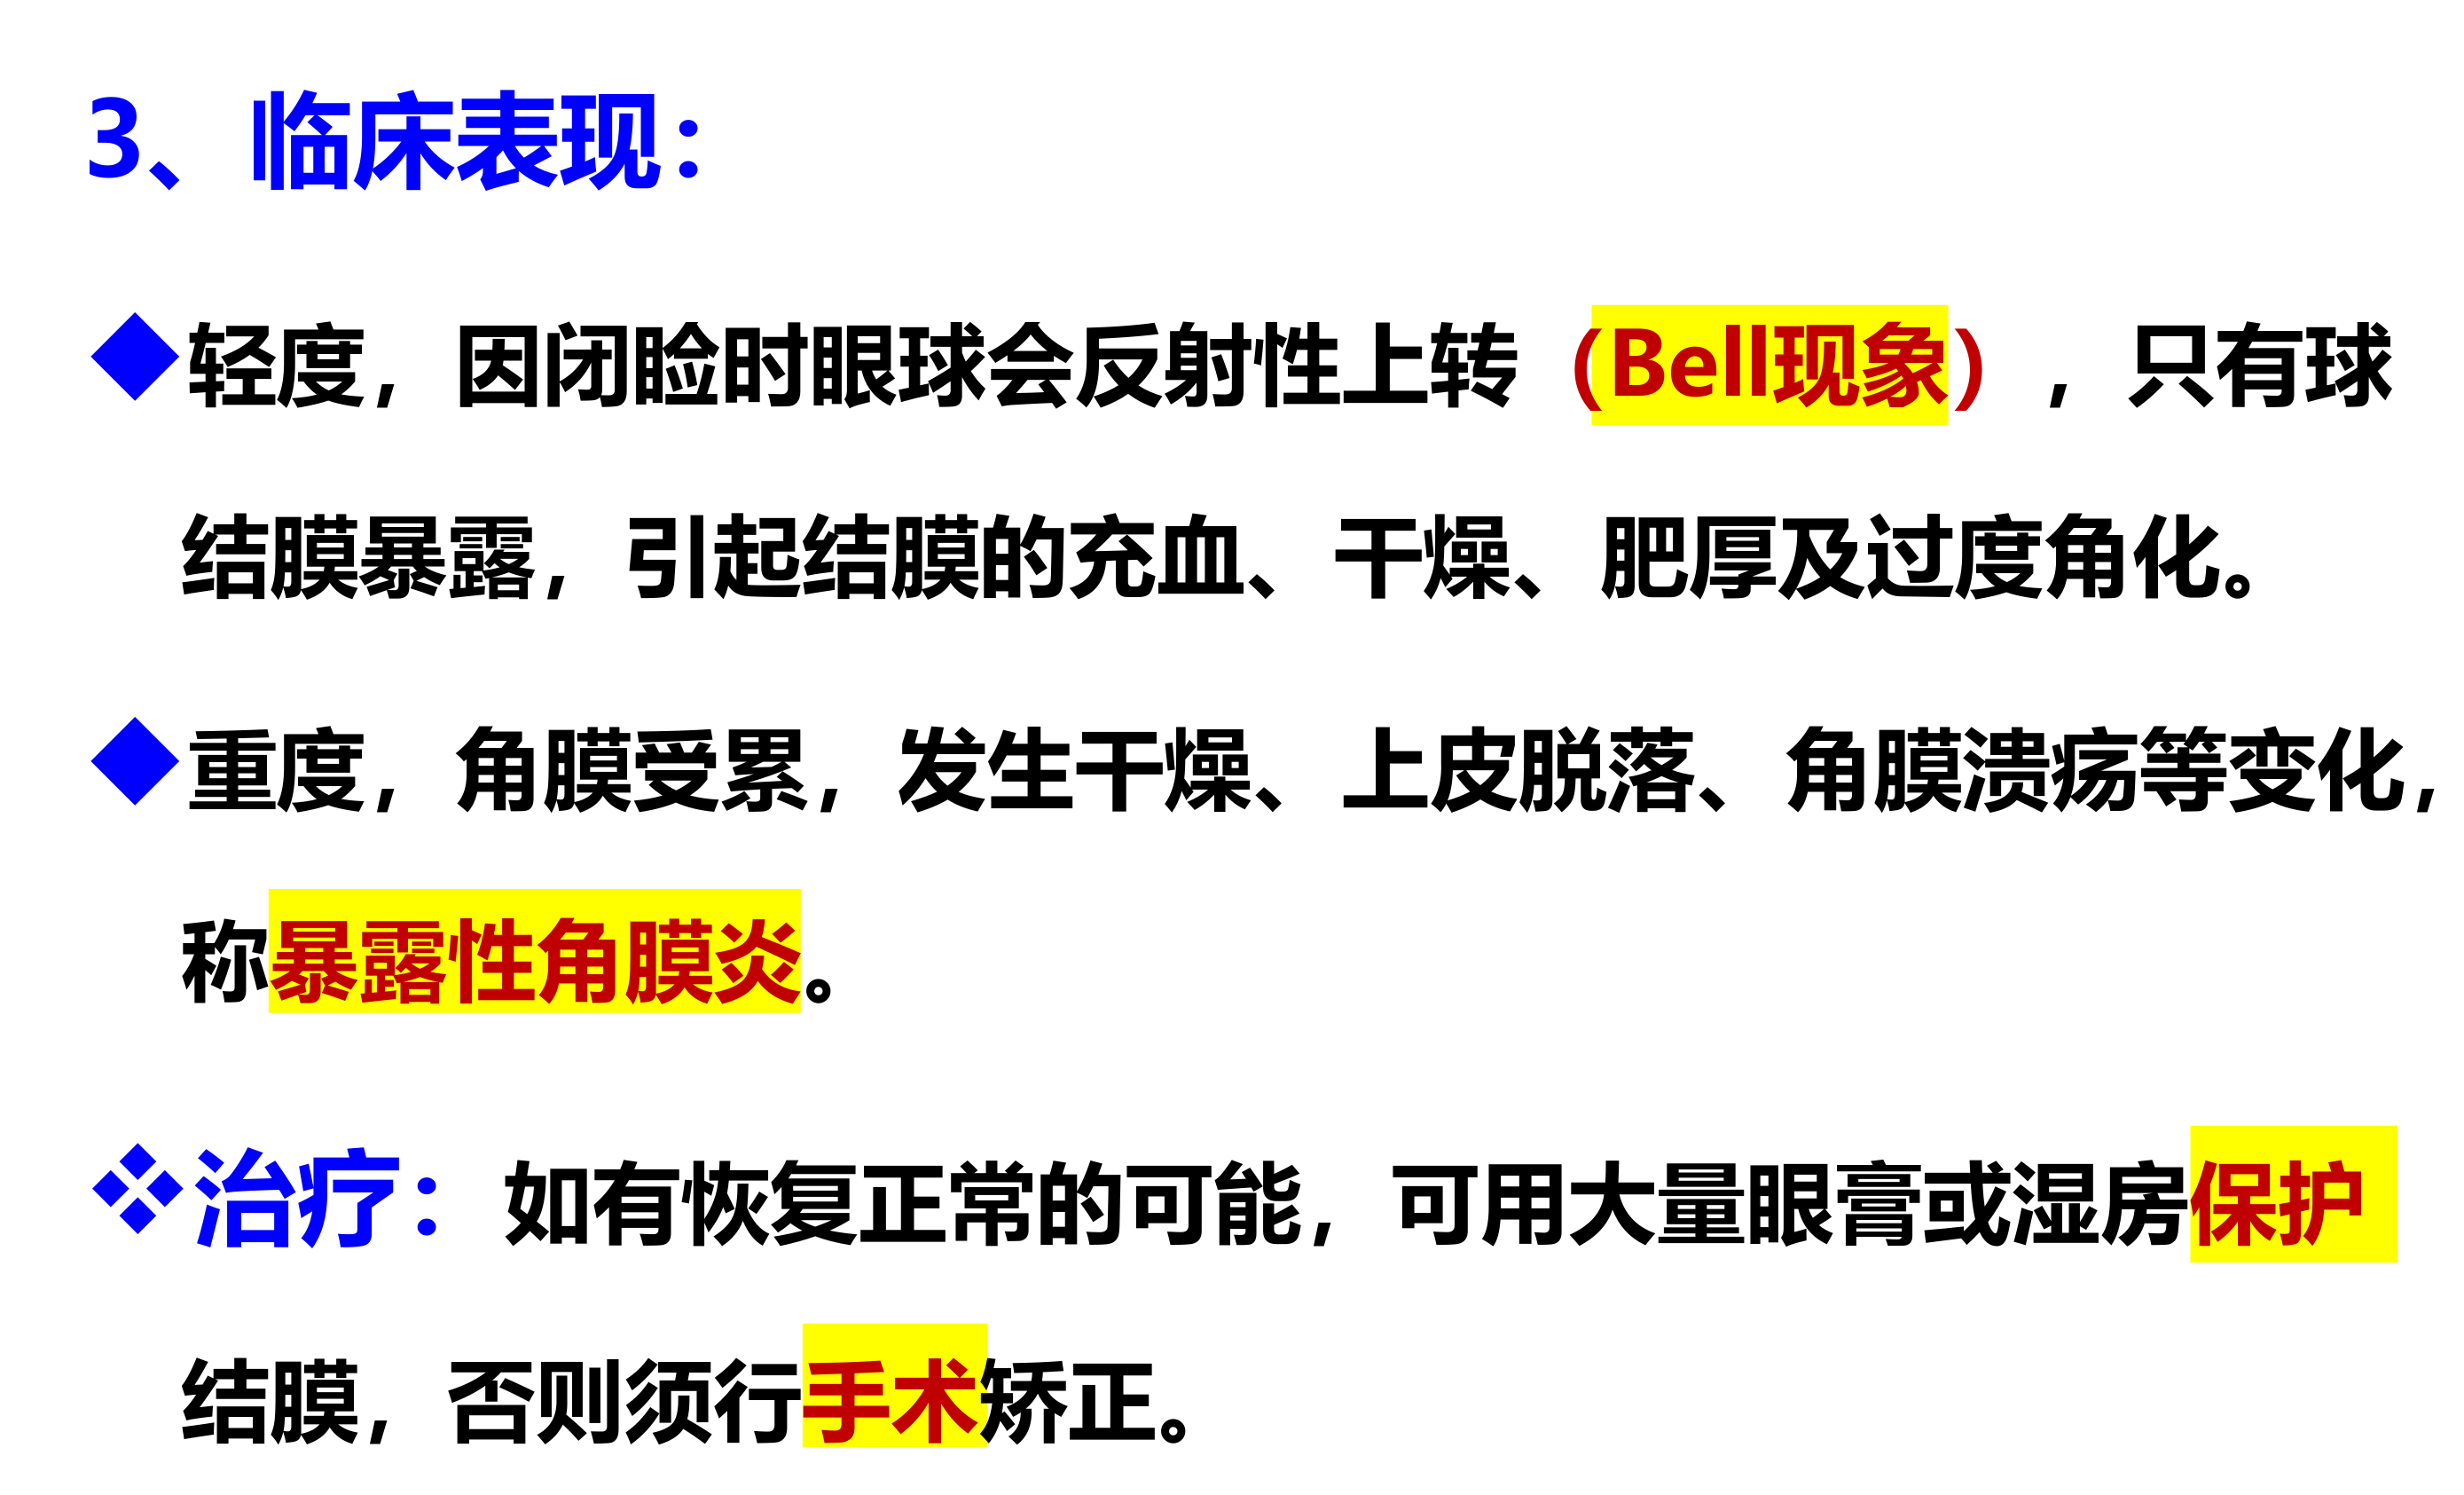 3、临床表现：
轻度，因闭睑时眼球会反射性上转（Bell现象），只有球
结膜暴露，引起结膜的充血、干燥、肥厚及过度角化。
重度，角膜受累，发生干燥、上皮脱落、角膜溃疡等变化，
称暴露性角膜炎。
治疗：如有恢复正常的可能，可用大量眼膏或湿房保护
结膜，否则须行手术矫正。